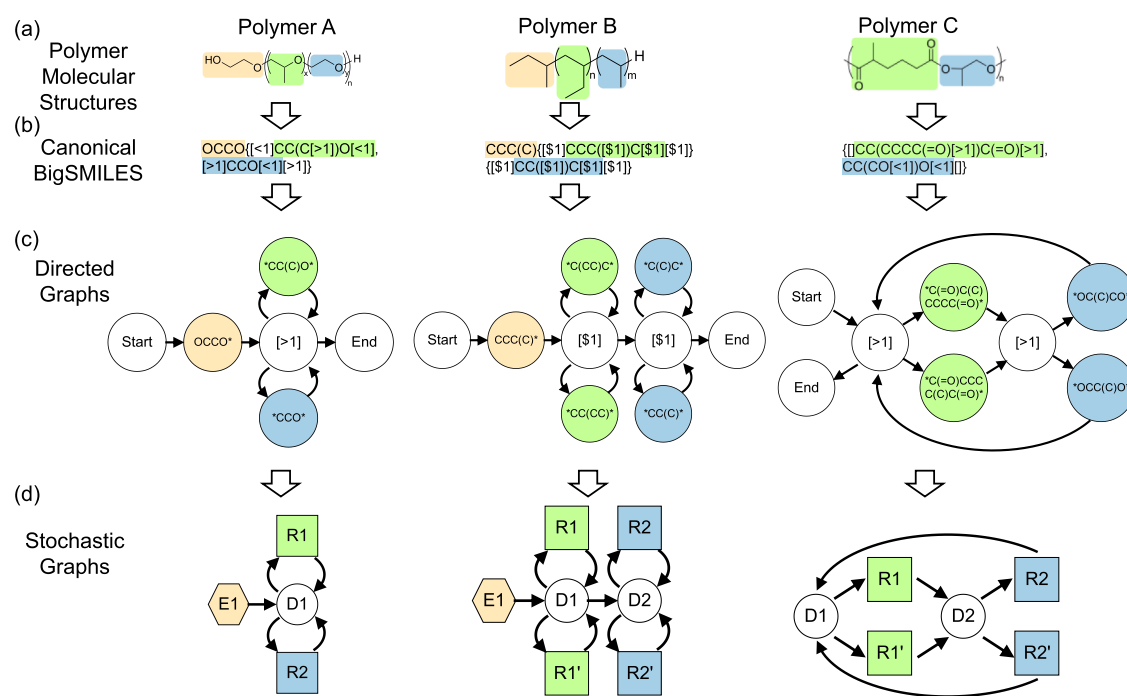 (a)
Polymer
Molecular
Structures
Polymer A
Polymer B
Polymer C
HO
O
O
x
O
y
n
H
n
m
H
O
O
O
O
n
(b)
Canonical
BigSMILES
OCCO{[<1]CC(C[>1])O[<1],
[>1]CCO[<1][>1]}
CCC(C){[$1]CCC([$1])C[$1][$1]}
{[$1]CC([$1])C[$1][$1]}
{[]CC(CCCC(=O)[>1])C(=O)[>1],
CC(CO[<1])O[<1][]}
(c)
Directed
Graphs
*CC(C)O*
Start
OCCO*
[>1]
End
*CCO*
*C(CC)C*
*C(C)C*
Start
CCC(C)*
[$1]
[$1]
End
*CC(CC)*
*CC(C)*
Start
*C(=O)C(C)
CCCC(=O)*
*OC(C)CO*
[>1]
[>1]
End
*C(=O)CCC
C(C)C(=O)*
*OCC(C)O*
(d)
Stochastic
Graphs
R1
E1
D1
R2
R1
R2
E1
D1
D2
R1'
R2'
R1
R2
D1
D2
R1'
R2'